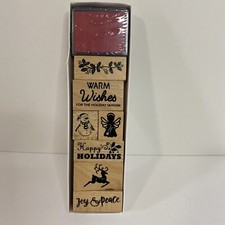 WARM
Wishes
FOR THE HOLIDAY SEASON
Happy
HOLIDAYS
Joy & Peace